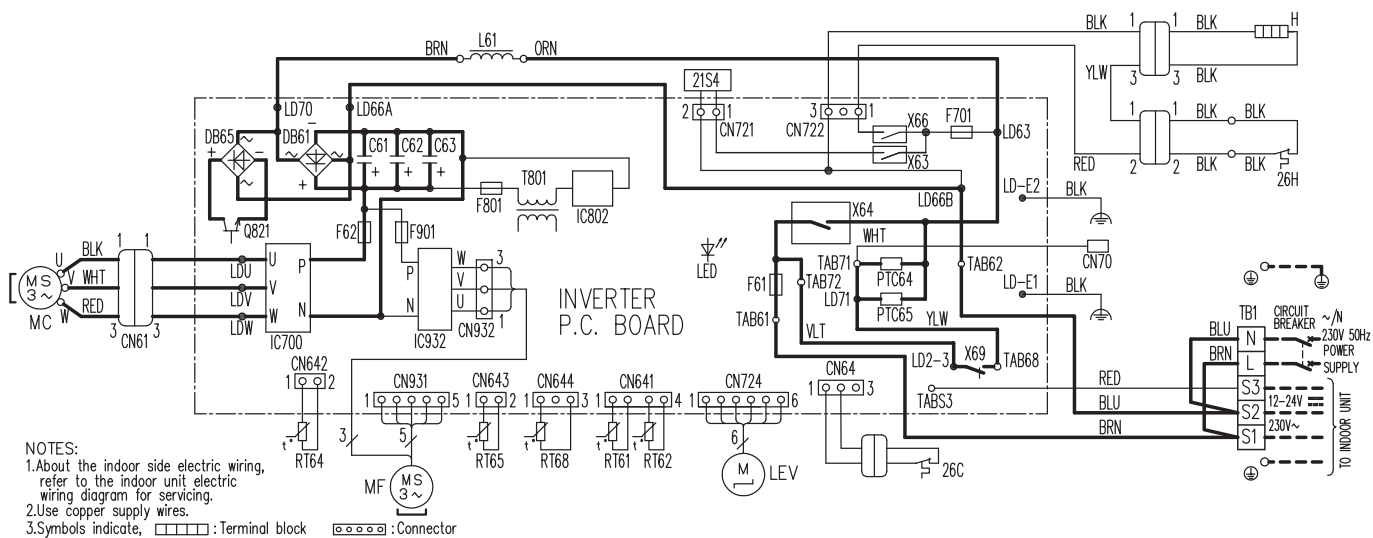 BRN L61 ORN
BLK 1 1 BLK H
YLW 3 3 BLK
21S4
LD70 LD66A
2 1 CN721
3 1 CN722
X66 F701 LD63
X63
1 1 BLK BLK
RED 2 2 BLK BLK 26H
DB65 ~ DB61 −
+ − ~ ~ ~
+
C61 C62 C63
+ + +
T801
F801 IC802
Q821 F62 F901
LD66B LD-E2 BLK
X64
WHT
CN70
U BLK 1 1
V WHT
W RED 3 3
MS
3~
MC
CN61
LDU U P
LDV V
LDW W N
IC700
P W 3
V
N U 1
IC932 CN932
LED
INVERTER
P.C. BOARD
F61 TAB71 PTC64 TAB62
TAB72
LD71 PTC65
TAB61
VLT YLW
LD2-3 X69 TAB68
LD-E1 BLK
TB1 CIRCUIT
BREAKER
~/N
230V 50Hz
POWER
SUPPLY
BLU N
BRN L
RED S3
12-24V
BLU S2
230V~
BRN S1
TO INDOOR UNIT
TABS3
CN642
1 2
CN931
1 5
CN643
1 2
CN644
1 3
CN641
1 4
CN724
1 6
CN64
1 3
t° RT64
3 5
t° RT65
t° RT68
t° RT61
t° RT62
6
M
LEV
26C
MF
MS
3~
NOTES:
1.About the indoor side electric wiring,
refer to the indoor unit electric
wiring diagram for servicing.
2.Use copper supply wires.
3.Symbols indicate, : Terminal block : Connector